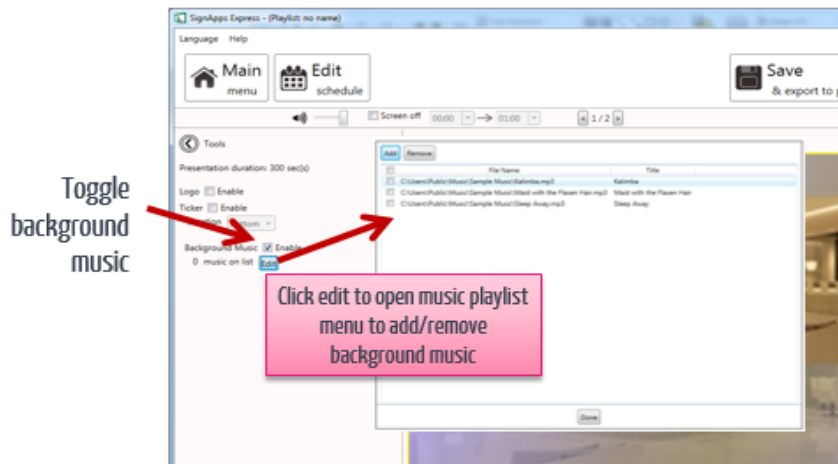 SignApps Express - (Playlist: no name)
Language Help
Main
menu
Edit
schedule
Save
& export to
Screen off 00:00 01:00 1 / 2
Tools
Presentation duration: 300 sec(s)
Logo Enable
Ticker Enable
Background Music Enable
0 music on list Edit
Add Remove
File Name Title
C:\Users\Public\Music\Sample Music\Kalimba.mp3 Kalimba
C:\Users\Public\Music\Sample Music\Maid with the Flaxen Hair.mp3 Maid with the Flaxen Hair
C:\Users\Public\Music\Sample Music\Sleep Away.mp3 Sleep Away
Done
Toggle
background
music
Click edit to open music playlist
menu to add/remove
background music